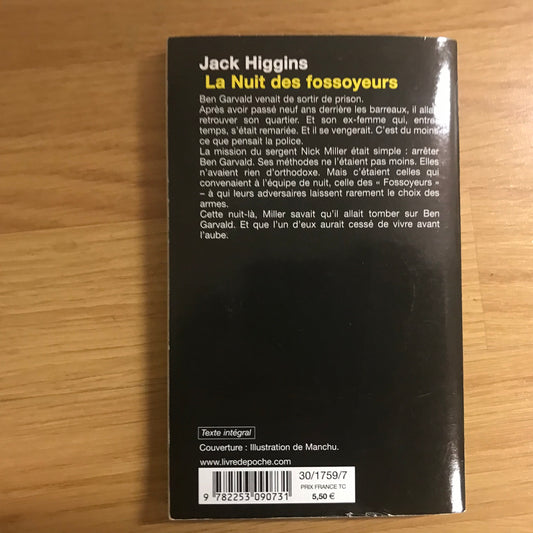 Jack Higgins
La Nuit des fossoyeurs
Ben Garvald venait de sortir de prison.
Après avoir passé neuf ans derrière les barreaux, il allai
retrouver son quartier. Et son ex-femme qui, entre
temps, s'était remariée. Et il se vengerait. C'est du moins
ce que pensait la police.
La mission du sergent Nick Miller était simple : arrêter
Ben Garvald. Ses méthodes ne l'étaient pas moins. Elles
n'avaient rien d'orthodoxe. Mais c'étaient celles qui
convenaient à l'équipe de nuit, celle des « Fossoyeurs »
– à qui leurs adversaires laissent rarement le choix des
armes.
Cette nuit-là, Miller savait qu'il allait tomber sur Ben
Garvald. Et que l'un d'eux aurait cessé de vivre avant
l'aube.
Texte intégral
Couverture : Illustration de Manchu.
www.livredepoche.com
30/1759/7
PRIX FRANCE TC
5,50 €
9 782253 090731